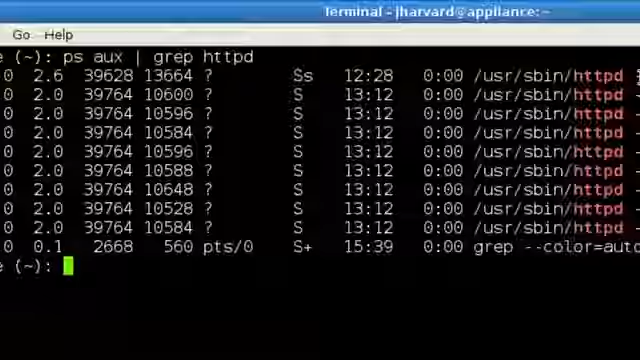 Terminal - jharvard@appliance:~
Go Help
e (~): ps aux | grep httpd
0 2.6 39628 13664 ? Ss 12:28 0:00 /usr/sbin/httpd
0 2.0 39764 10600 ? S 13:12 0:00 /usr/sbin/httpd -
0 2.0 39764 10596 ? S 13:12 0:00 /usr/sbin/httpd -
0 2.0 39764 10584 ? S 13:12 0:00 /usr/sbin/httpd -
0 2.0 39764 10596 ? S 13:12 0:00 /usr/sbin/httpd -
0 2.0 39764 10588 ? S 13:12 0:00 /usr/sbin/httpd -
0 2.0 39764 10648 ? S 13:12 0:00 /usr/sbin/httpd -
0 2.0 39764 10528 ? S 13:12 0:00 /usr/sbin/httpd -
0 2.0 39764 10584 ? S 13:12 0:00 /usr/sbin/httpd -
0 0.1 2668 560 pts/0 S+ 15:39 0:00 grep --color=auto
e (~):